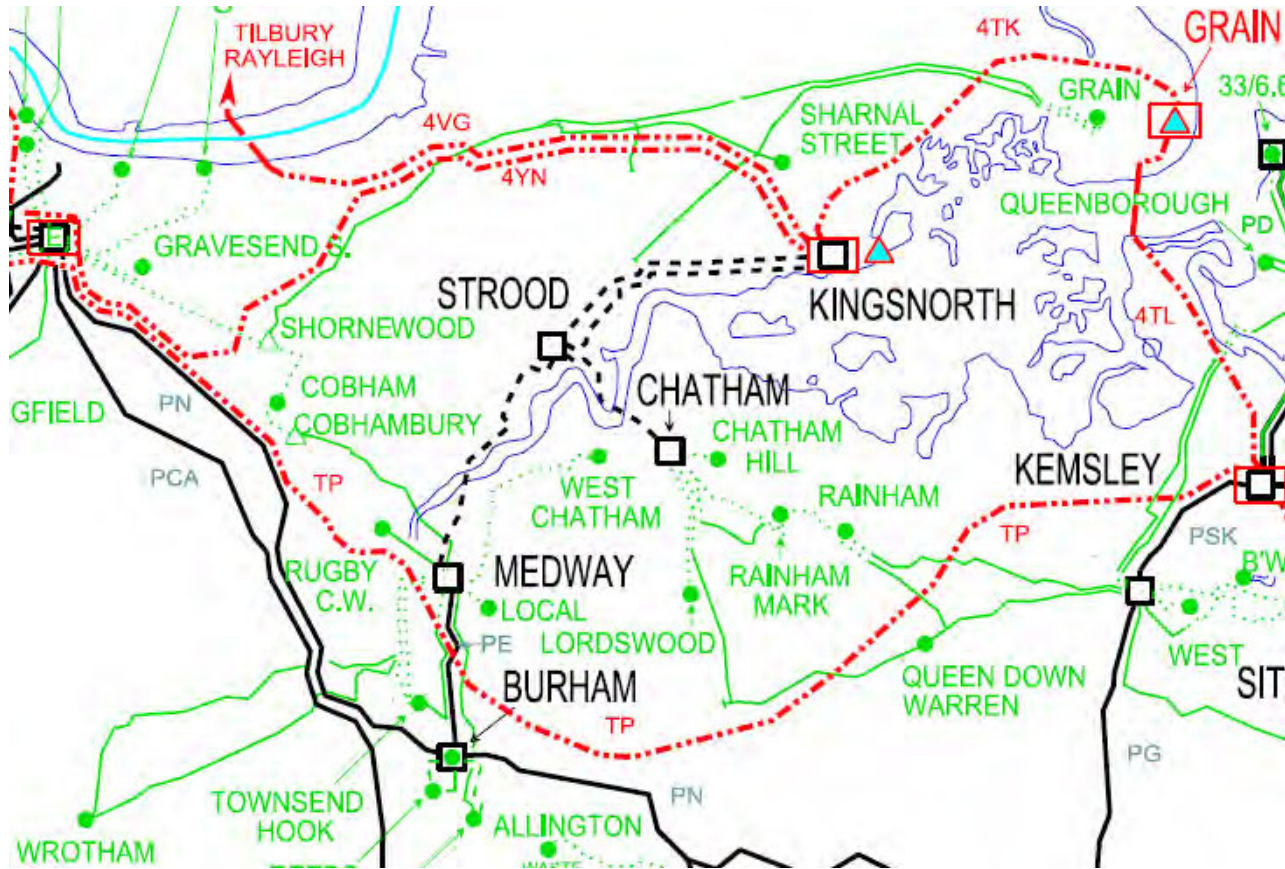 TILBURY
RAYLEIGH
4TK
GRAIN
GRAIN
33/6.6
4VG
SHARNAL
STREET
4YN
QUEENBOROUGH
PD
E
GRAVESEND S.
STROOD
KINGSNORTH
SHORNEWOOD
4TL
COBHAM
CHATHAM
GFIELD
PN
COBHAMBURY
CHATHAM
HILL
KEMSLEY
PCA
TP
WEST
CHATHAM
RAINHAM
TP
PSK
RUGBY
C.W.
MEDWAY
RAINHAM
MARK
B'W
LOCAL
LORDSWOOD
PE
WEST
BURHAM
QUEEN DOWN
WARREN
SIT
TP
PG
PN
TOWNSEND
HOOK
ALLINGTON
WROTHAM